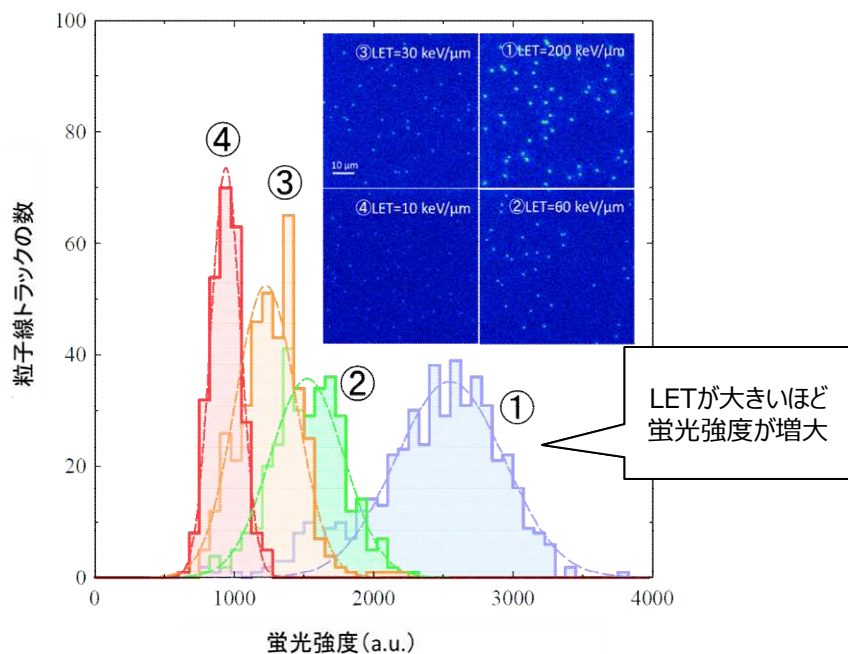 100
80
60
40
20
0
粒子線トラックの数
0 1000 2000 3000 4000
蛍光強度(a.u.)
④
③
②
①
③LET=30 keV/μm
①LET=200 keV/μm
10 μm
④LET=10 keV/μm
②LET=60 keV/μm
LETが大きいほど
蛍光強度が増大